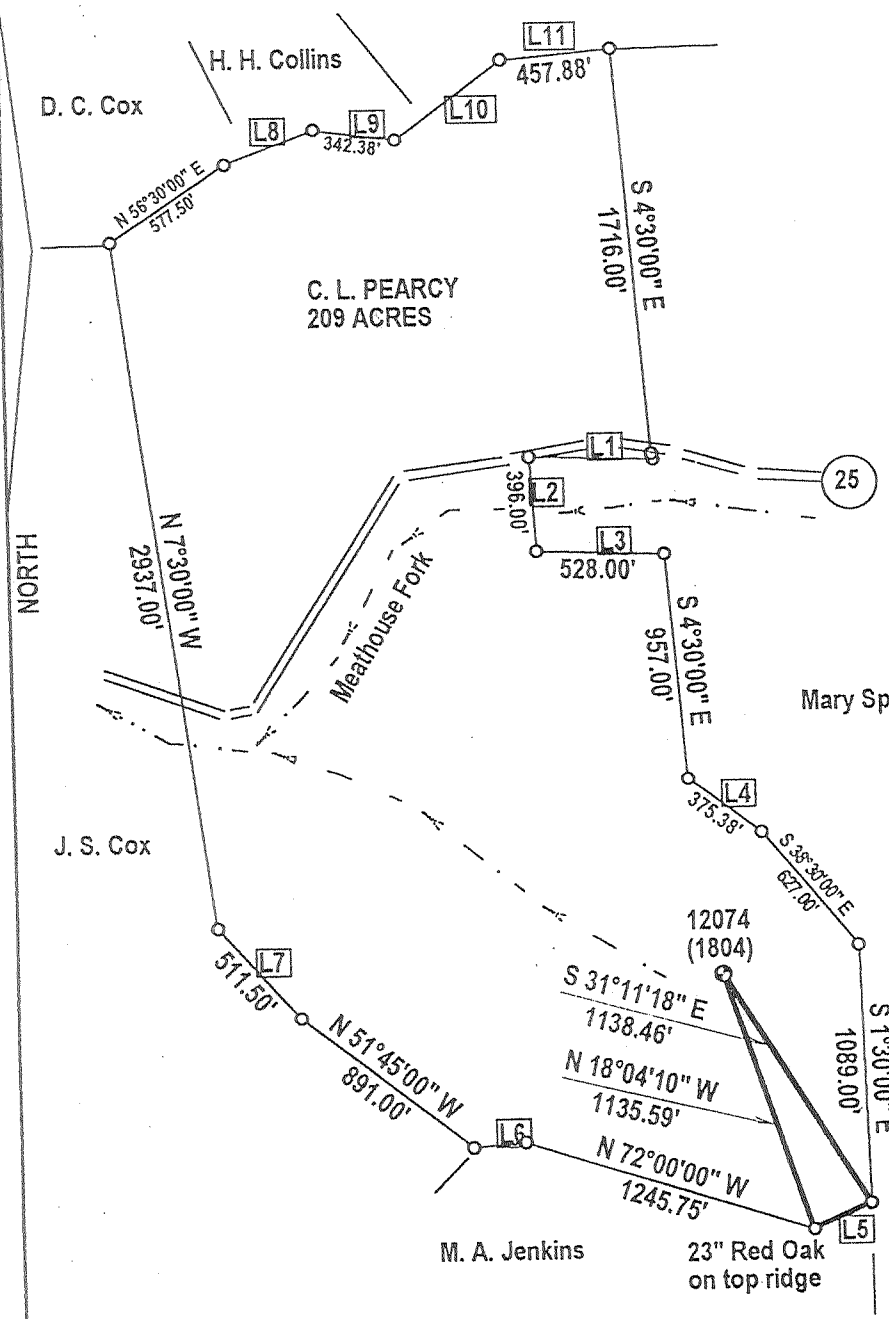 L11
457.88'
H. H. Collins
D. C. Cox
L10
L9
342.38'
L8
N 56°30'00" E
577.50'
S 4°30'00" E
1716.00'
C. L. PEARCY
209 ACRES
L1
25
L2
396.00'
L3
528.00'
NORTH
N 7°30'00" W
2937.00'
Meathouse Fork
S 4°30'00" E
957.00'
Mary Sp
L4
375.38'
S 38°30'00" E
627.00'
J. S. Cox
12074
(1804)
L7
511.50'
S 31°11'18" E
1138.46'
S 1°30'00" E
1089.00'
N 51°45'00" W
891.00'
N 18°04'10" W
1135.59'
L6
N 72°00'00" W
1245.75'
L5
M. A. Jenkins
23" Red Oak
on top ridge